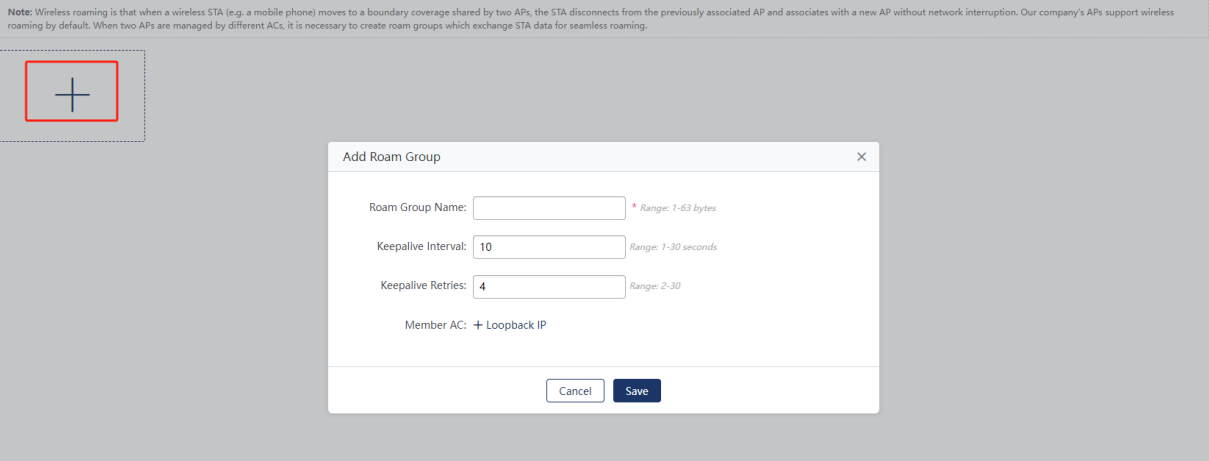 Note: Wireless roaming is that when a wireless STA (e.g. a mobile phone) moves to a boundary coverage shared by two APs, the STA disconnects from the previously associated AP and associates with a new AP without network interruption. Our company's APs support wireless
roaming by default. When two APs are managed by different ACs, it is necessary to create roam groups which exchange STA data for seamless roaming.
Add Roam Group
Roam Group Name: * Range: 1-63 bytes
Keepalive Interval: 10 Range: 1-30 seconds
Keepalive Retries: 4 Range: 2-30
Member AC: + Loopback IP
Cancel Save